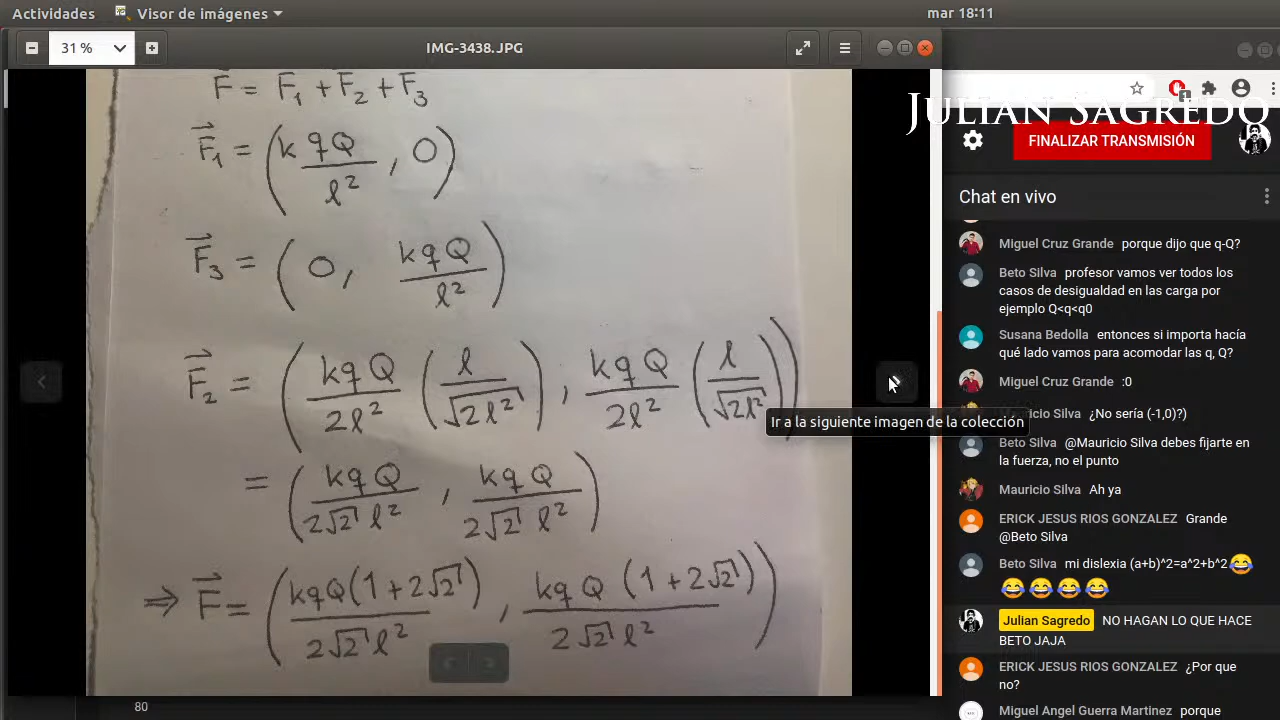 Actividades
Visor de imágenes
mar 18:11
31 %
IMG-3438.JPG
F = F₁ + F₂ + F₃
F⃗₁ = (k qQ / ℓ², 0)
F⃗₃ = (0, kqQ / ℓ²)
F⃗₂ = (kqQ / 2ℓ² (ℓ / √2ℓ²), kqQ / 2ℓ² (ℓ / √2ℓ²))
= (kqQ / 2√2 ℓ², kqQ / 2√2 ℓ²)
⇒ F⃗ = (kqQ(1+2√2) / 2√2 ℓ², kqQ (1+2√2) / 2√2 ℓ²)
Ir a la siguiente imagen de la colección
80
JULIAN SAGREDO
1
FINALIZAR TRANSMISIÓN
Chat en vivo
Miguel Cruz Grande porque dijo que q-Q?
Beto Silva profesor vamos ver todos los
casos de desigualdad en las carga por
ejemplo Q<q<q0
Susana Bedolla entonces si importa hacía
qué lado vamos para acomodar las q, Q?
Miguel Cruz Grande :0
Silva ¿No sería (-1,0)?)
Beto Silva @Mauricio Silva debes fijarte en
la fuerza, no el punto
Mauricio Silva Ah ya
ERICK JESUS RIOS GONZALEZ Grande
@Beto Silva
Beto Silva mi dislexia (a+b)^2=a^2+b^2😂
😂😂😂😂
Julian Sagredo NO HAGAN LO QUE HACE
BETO JAJA
ERICK JESUS RIOS GONZALEZ ¿Por que
no?
Miguel Angel Guerra Martinez porque